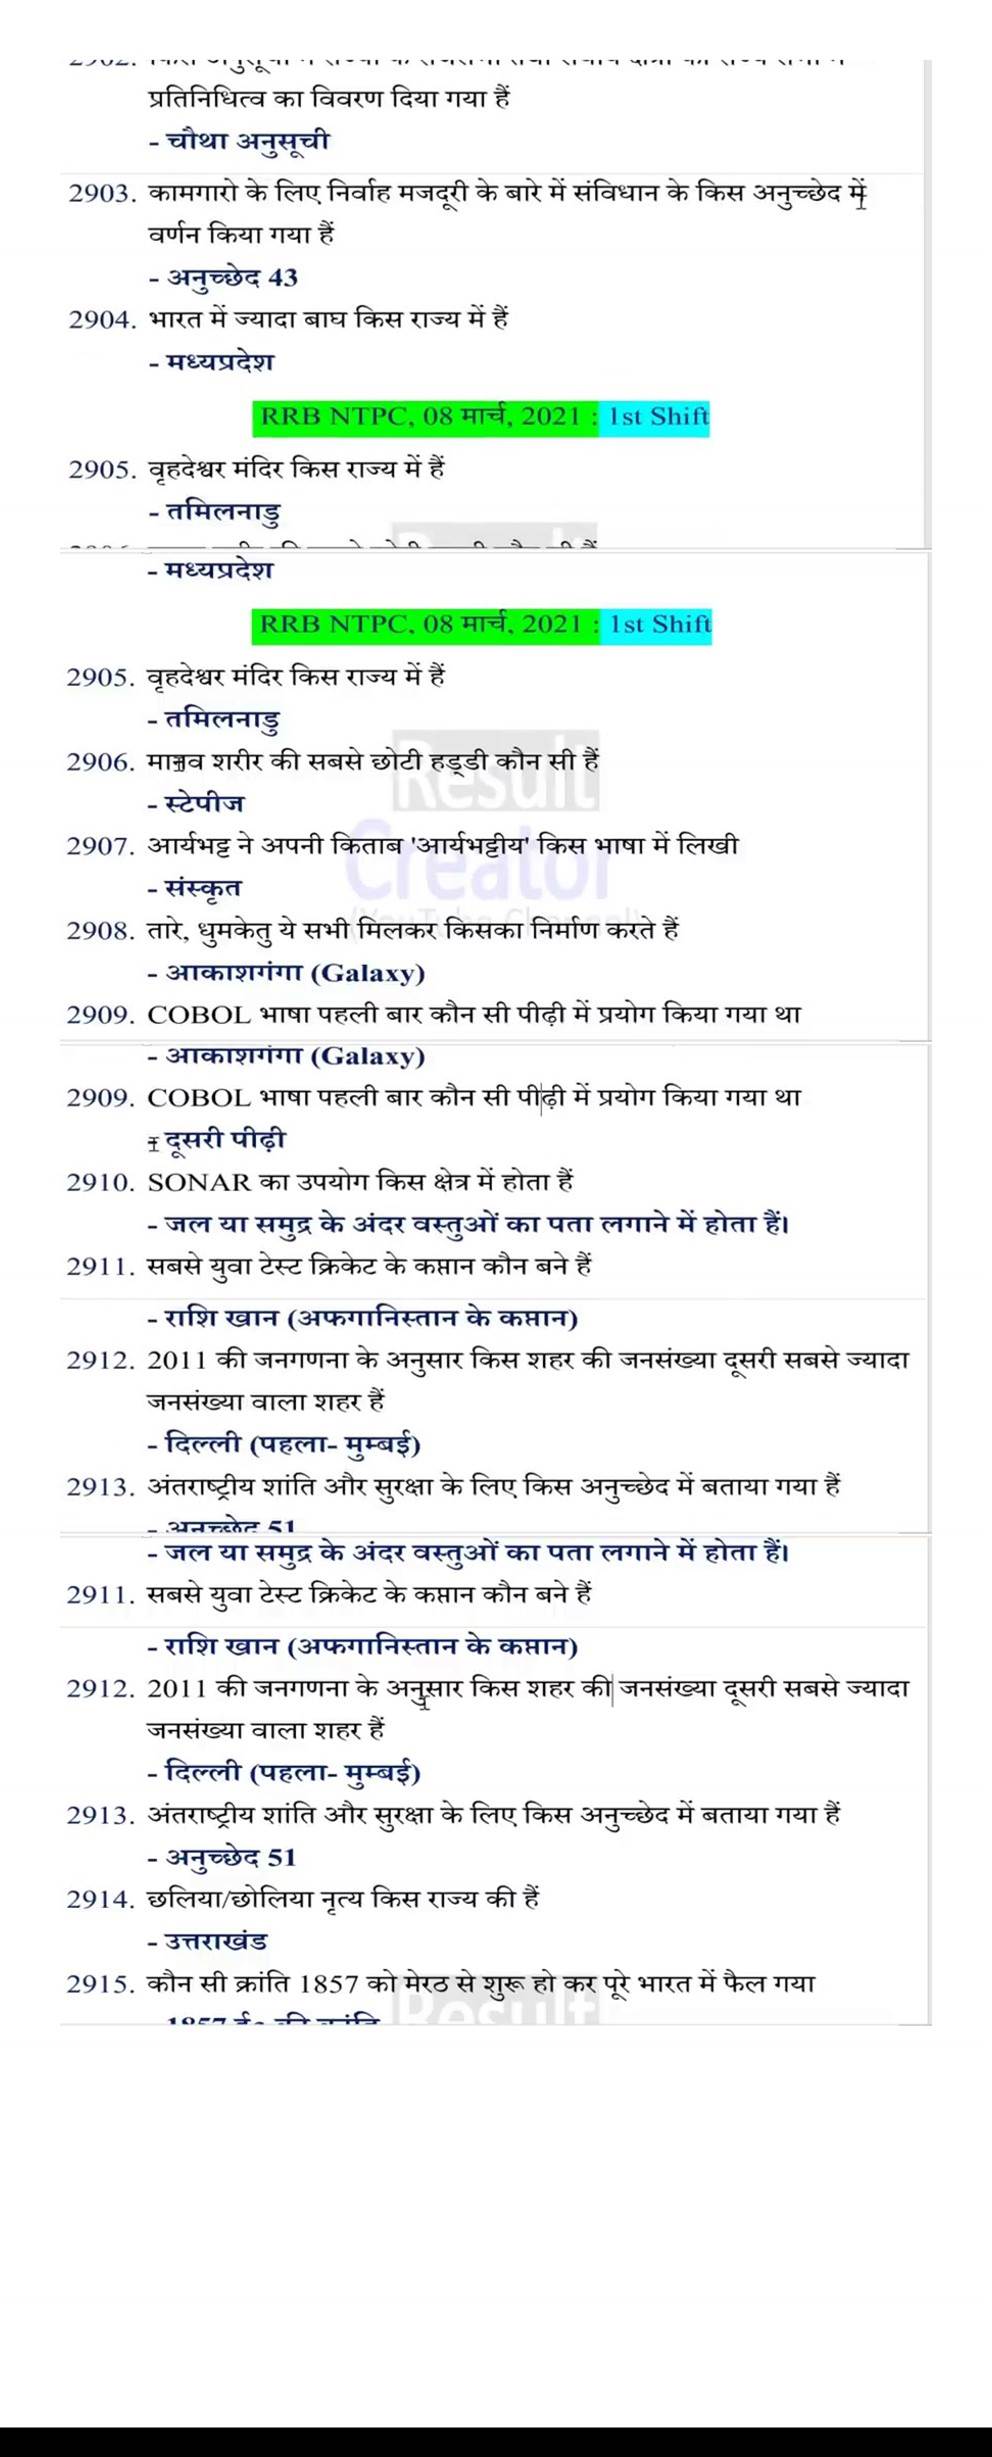 प्रतिनिधित्व का विवरण दिया गया हैं
- चौथा अनुसूची
2903. कामगारो के लिए निर्वाह मजदूरी के बारे में संविधान के किस अनुच्छेद में
वर्णन किया गया हैं
- अनुच्छेद 43
2904. भारत में ज्यादा बाघ किस राज्य में हैं
- मध्यप्रदेश
RRB NTPC, 08 मार्च, 2021 : 1st Shift
2905. वृहदेश्वर मंदिर किस राज्य में हैं
- तमिलनाडु
- मध्यप्रदेश
RRB NTPC, 08 मार्च, 2021 : 1st Shift
2905. वृहदेश्वर मंदिर किस राज्य में हैं
- तमिलनाडु
Result
2906. मानव शरीर की सबसे छोटी हड्डी कौन सी हैं
- स्टेपीज
Creator
2907. आर्यभट्ट ने अपनी किताब 'आर्यभट्टीय' किस भाषा में लिखी
- संस्कृत
(YouTube Channel)
2908. तारे, धुमकेतु ये सभी मिलकर किसका निर्माण करते हैं
- आकाशगंगा (Galaxy)
2909. COBOL भाषा पहली बार कौन सी पीढ़ी में प्रयोग किया गया था
- आकाशगंगा (Galaxy)
2909. COBOL भाषा पहली बार कौन सी पीढ़ी में प्रयोग किया गया था
- दूसरी पीढ़ी
2910. SONAR का उपयोग किस क्षेत्र में होता हैं
- जल या समुद्र के अंदर वस्तुओं का पता लगाने में होता हैं।
2911. सबसे युवा टेस्ट क्रिकेट के कप्तान कौन बने हैं
- राशि खान (अफगानिस्तान के कप्तान)
2912. 2011 की जनगणना के अनुसार किस शहर की जनसंख्या दूसरी सबसे ज्यादा
जनसंख्या वाला शहर हैं
- दिल्ली (पहला- मुम्बई)
2913. अंतराष्ट्रीय शांति और सुरक्षा के लिए किस अनुच्छेद में बताया गया हैं
- अनुच्छेद 51
- जल या समुद्र के अंदर वस्तुओं का पता लगाने में होता हैं।
2911. सबसे युवा टेस्ट क्रिकेट के कप्तान कौन बने हैं
- राशि खान (अफगानिस्तान के कप्तान)
2912. 2011 की जनगणना के अनुसार किस शहर की जनसंख्या दूसरी सबसे ज्यादा
जनसंख्या वाला शहर हैं
- दिल्ली (पहला- मुम्बई)
2913. अंतराष्ट्रीय शांति और सुरक्षा के लिए किस अनुच्छेद में बताया गया हैं
- अनुच्छेद 51
2914. छलिया/छोलिया नृत्य किस राज्य की हैं
- उत्तराखंड
2915. कौन सी क्रांति 1857 को मेरठ से शुरू हो कर पूरे भारत में फैल गया